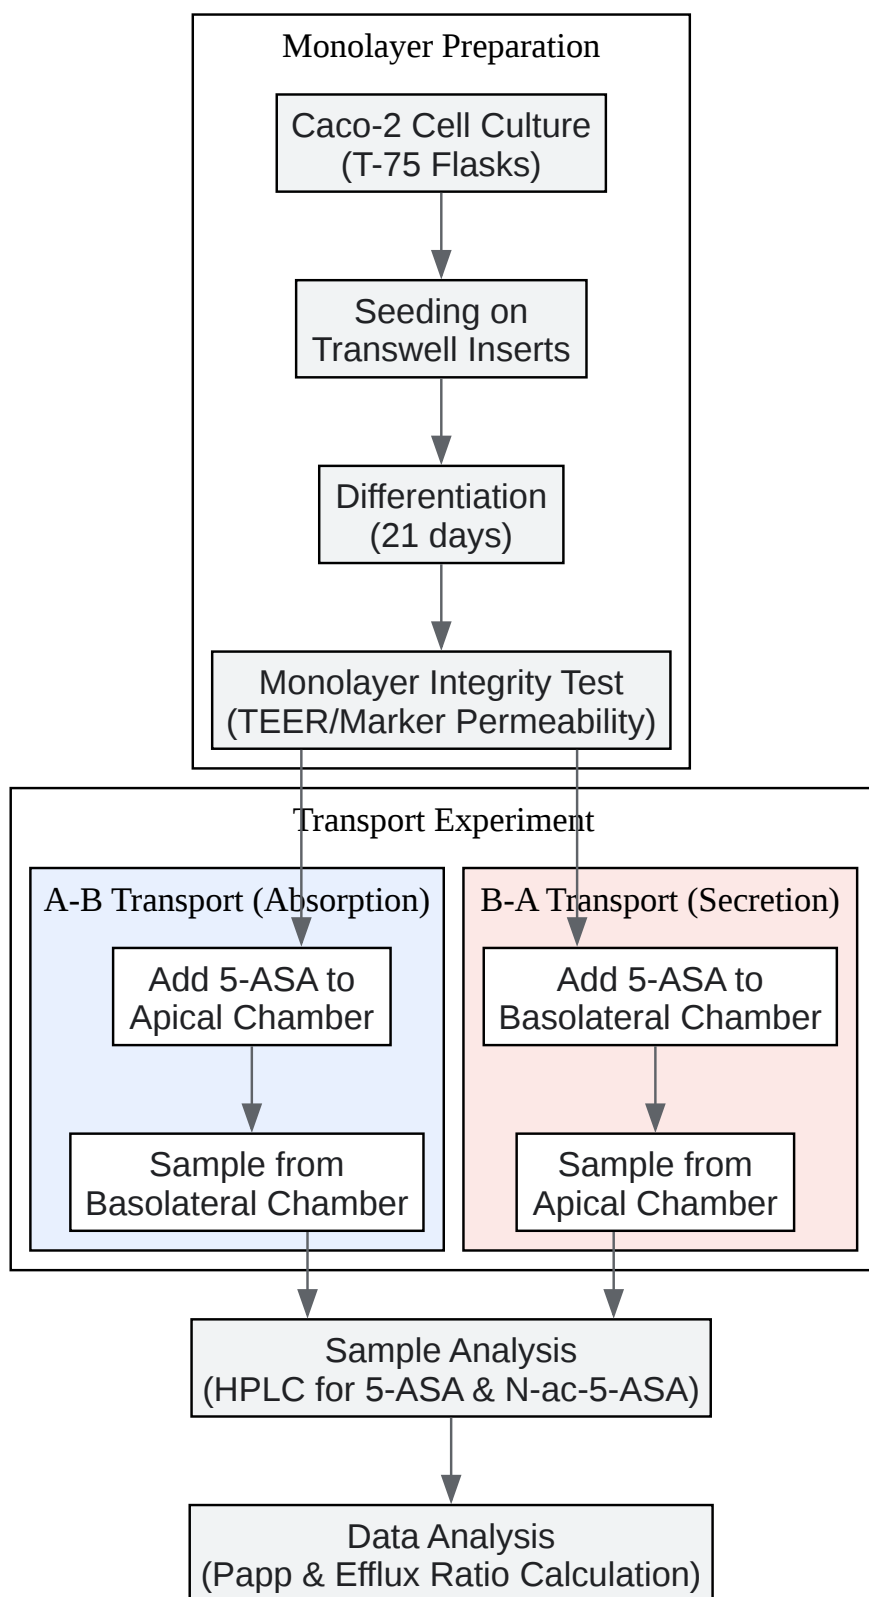 Monolayer Preparation
Caco-2 Cell Culture
(T-75 Flasks)
Seeding on
Transwell Inserts
Differentiation
(21 days)
Monolayer Integrity Test
(TEER/Marker Permeability)
Transport Experiment
A-B Transport (Absorption)
Add 5-ASA to
Apical Chamber
Sample from
Basolateral Chamber
B-A Transport (Secretion)
Add 5-ASA to
Basolateral Chamber
Sample from
Apical Chamber
Sample Analysis
(HPLC for 5-ASA & N-ac-5-ASA)
Data Analysis
(Papp & Efflux Ratio Calculation)